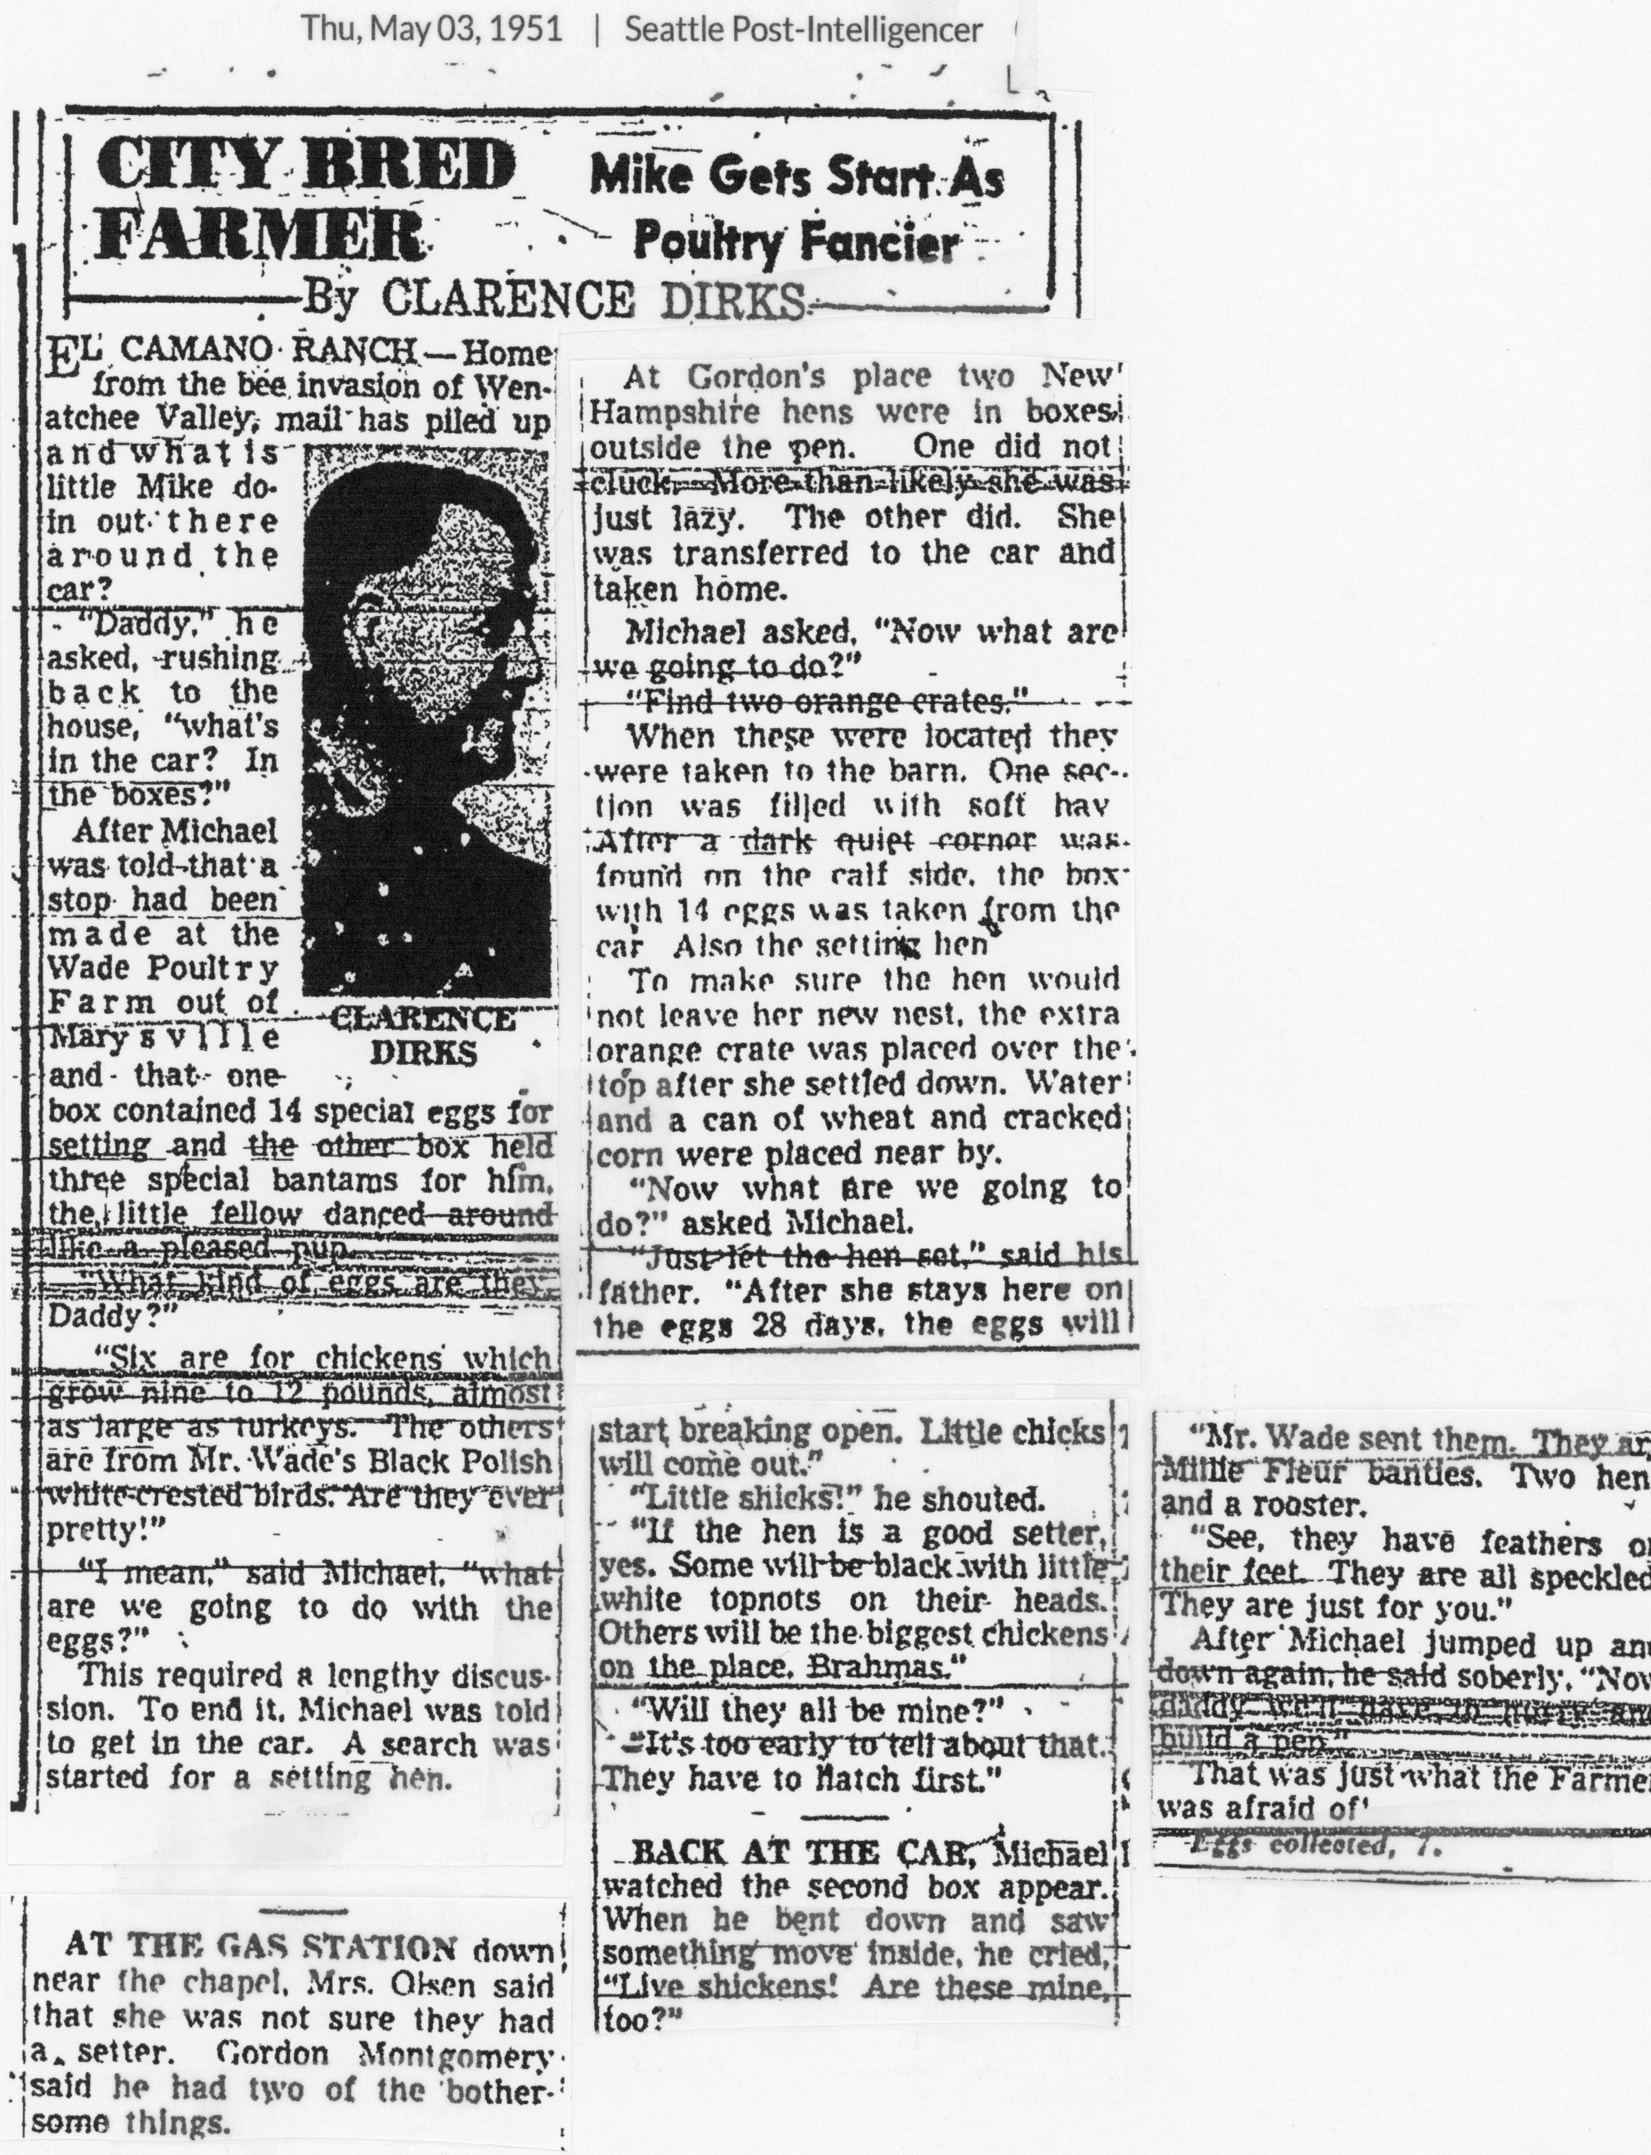 Thu, May 03, 1951 | Seattle Post-Intelligencer
CITY BRED
FARMER
Mike Gets Start As
Poultry Fancier
By CLARENCE DIRKS
EL CAMANO RANCH — Home
from the bee invasion of Wen-
atchee Valley, mail has piled up
and what is
little Mike do-
in out there
around the
car?
"Daddy," he
asked, rushing
back to the
house, "what's
in the car? In
the boxes?"
After Michael
was told that a
stop had been
made at the
Wade Poultry
Farm out of
Marysville
and that one
CLARENCE
DIRKS
box contained 14 special eggs for
setting and the other box held
three special bantams for him,
the little fellow danced around
like a pleased pup.
"What kind of eggs are they
Daddy?"
"Six are for chickens which
grow nine to 12 pounds, almost
as large as turkeys. The others
are from Mr. Wade's Black Polish
white-crested birds. Are they ever
pretty!"
"I mean," said Michael, "what
are we going to do with the
eggs?"
This required a lengthy discus-
sion. To end it, Michael was told
to get in the car. A search was
started for a setting hen.
AT THE GAS STATION down
near the chapel, Mrs. Olsen said
that she was not sure they had
a setter. Gordon Montgomery
said he had two of the bother-
some things.
At Gordon's place two New
Hampshire hens were in boxes
outside the pen. One did not
cluck. More than likely she was
just lazy. The other did. She
was transferred to the car and
taken home.
Michael asked, "Now what are
we going to do?"
"Find two orange crates."
When these were located they
were taken to the barn. One sec-
tion was filled with soft hay
After a dark quiet corner was
found on the calf side, the box
with 14 eggs was taken from the
car Also the setting hen
To make sure the hen would
not leave her new nest, the extra
orange crate was placed over the
top after she settled down. Water
and a can of wheat and cracked
corn were placed near by.
"Now what are we going to
do?" asked Michael.
"Just let the hen set," said his
father. "After she stays here on
the eggs 28 days, the eggs will
start breaking open. Little chicks
will come out."
"Little shicks!" he shouted.
"If the hen is a good setter,
yes. Some will be black with little
white topnots on their heads.
Others will be the biggest chickens
on the place, Brahmas."
"Will they all be mine?"
"It's too early to tell about that.
They have to hatch first."
BACK AT THE CAR, Michael
watched the second box appear.
When he bent down and saw
something move inside, he cried,
"Live shickens! Are these mine,
too?"
"Mr. Wade sent them. They ar
Millie Fleur banties. Two hen
and a rooster.
"See, they have feathers o
their feet. They are all speckled
They are just for you."
After Michael jumped up an
down again, he said soberly, "Now
daddy we'll have to hurry and
build a pen"
That was just what the Farme
was afraid of!
Eggs collected, 7.